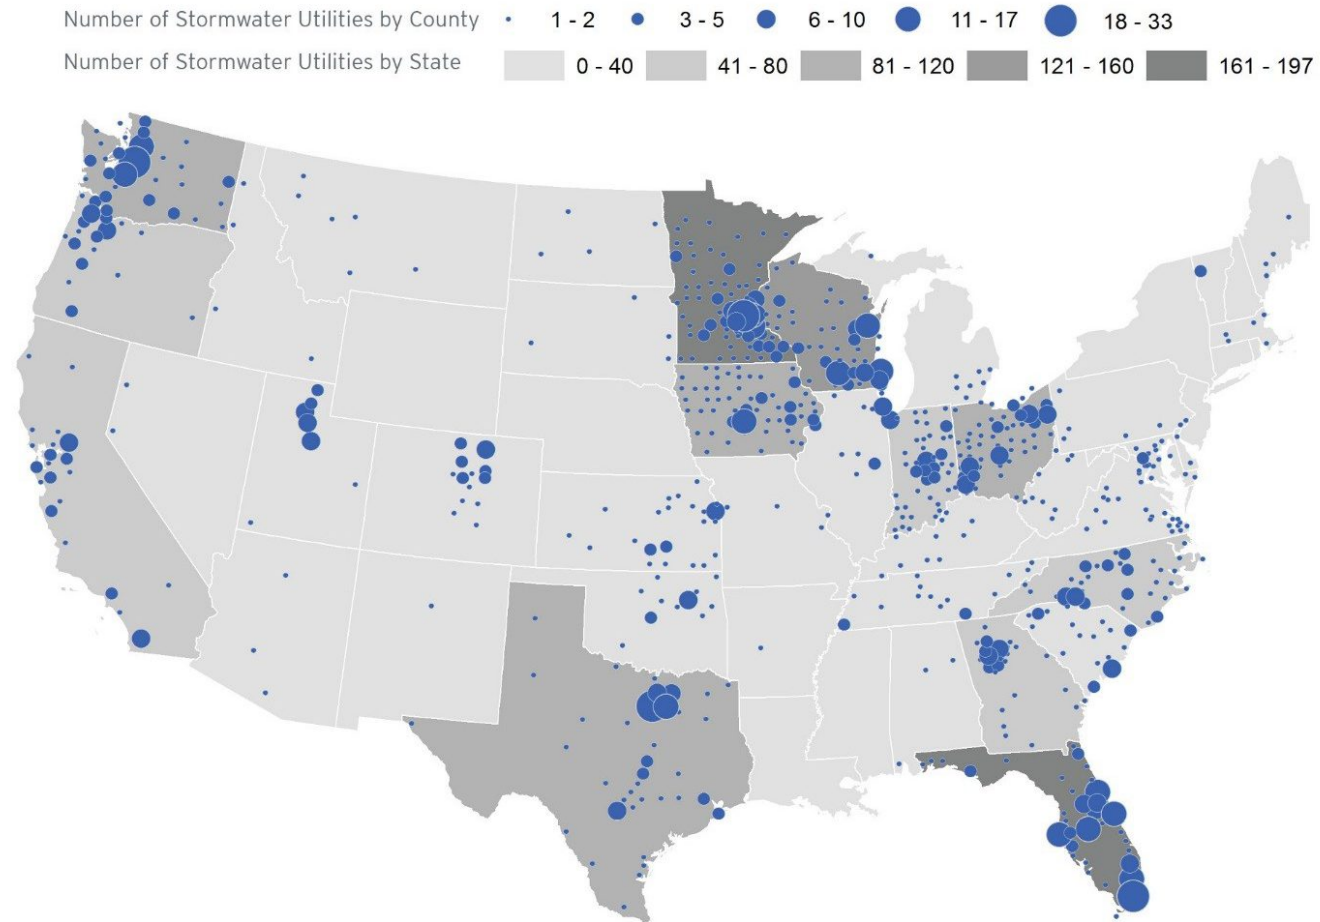 Number of Stormwater Utilities by County 1 - 2 3 - 5 6 - 10 11 - 17 18 - 33
Number of Stormwater Utilities by State 0 - 40 41 - 80 81 - 120 121 - 160 161 - 197